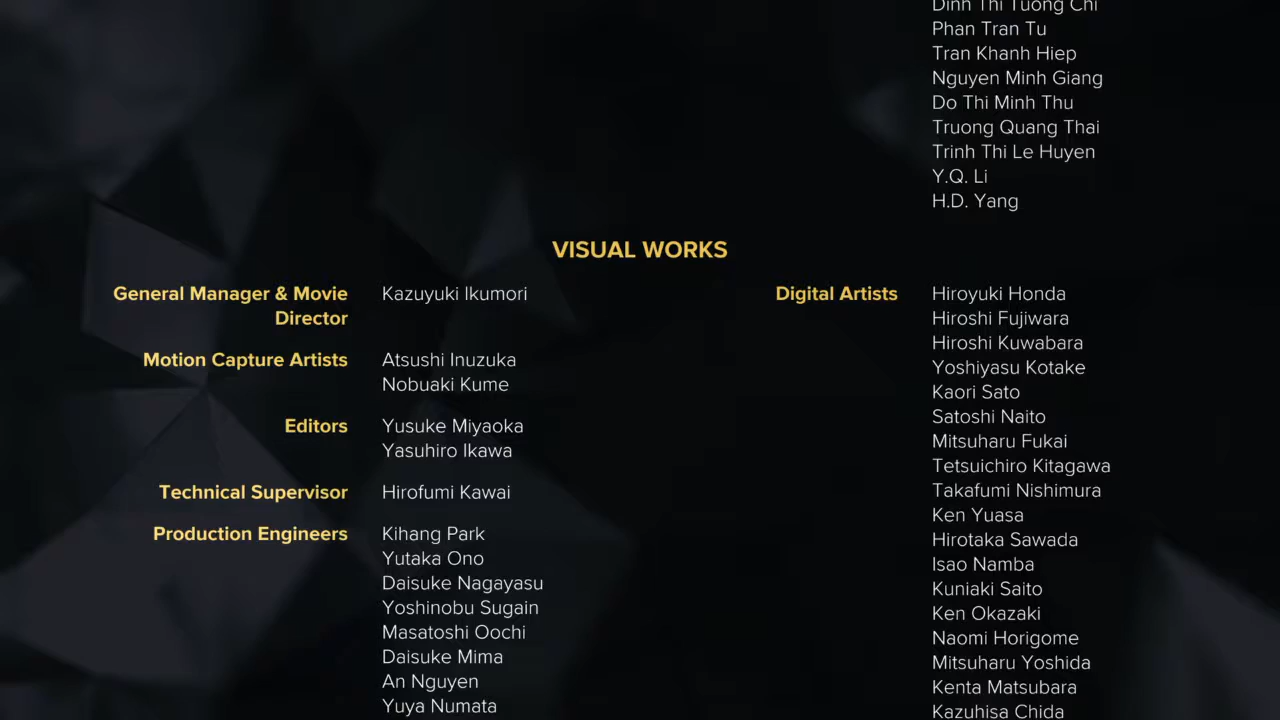 Dinh Thi Tuong Chi
Phan Tran Tu
Tran Khanh Hiep
Nguyen Minh Giang
Do Thi Minh Thu
Truong Quang Thai
Trinh Thi Le Huyen
Y.Q. Li
H.D. Yang
VISUAL WORKS
General Manager & Movie
Director
Kazuyuki Ikumori
Motion Capture Artists
Atsushi Inuzuka
Nobuaki Kume
Editors
Yusuke Miyaoka
Yasuhiro Ikawa
Technical Supervisor
Hirofumi Kawai
Production Engineers
Kihang Park
Yutaka Ono
Daisuke Nagayasu
Yoshinobu Sugain
Masatoshi Oochi
Daisuke Mima
An Nguyen
Yuya Numata
Digital Artists
Hiroyuki Honda
Hiroshi Fujiwara
Hiroshi Kuwabara
Yoshiyasu Kotake
Kaori Sato
Satoshi Naito
Mitsuharu Fukai
Tetsuichiro Kitagawa
Takafumi Nishimura
Ken Yuasa
Hirotaka Sawada
Isao Namba
Kuniaki Saito
Ken Okazaki
Naomi Horigome
Mitsuharu Yoshida
Kenta Matsubara
Kazuhisa Chida